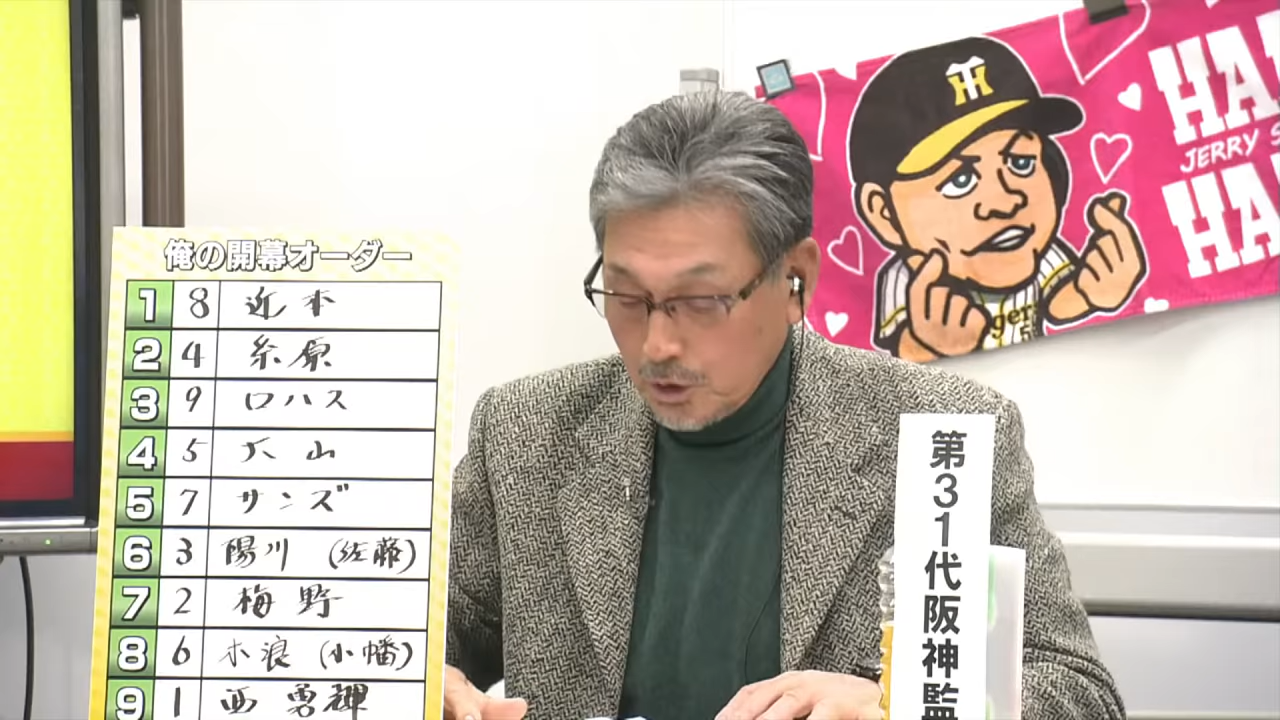 俺の開幕オーダー
1 8 近本
2 4 糸原
3 9 ロハス
4 5 大山
5 7 サンズ
6 3 陽川 (佐藤)
7 2 梅野
8 6 木浪 (小幡)
9 1 西勇輝
第31代阪神監
JERRY